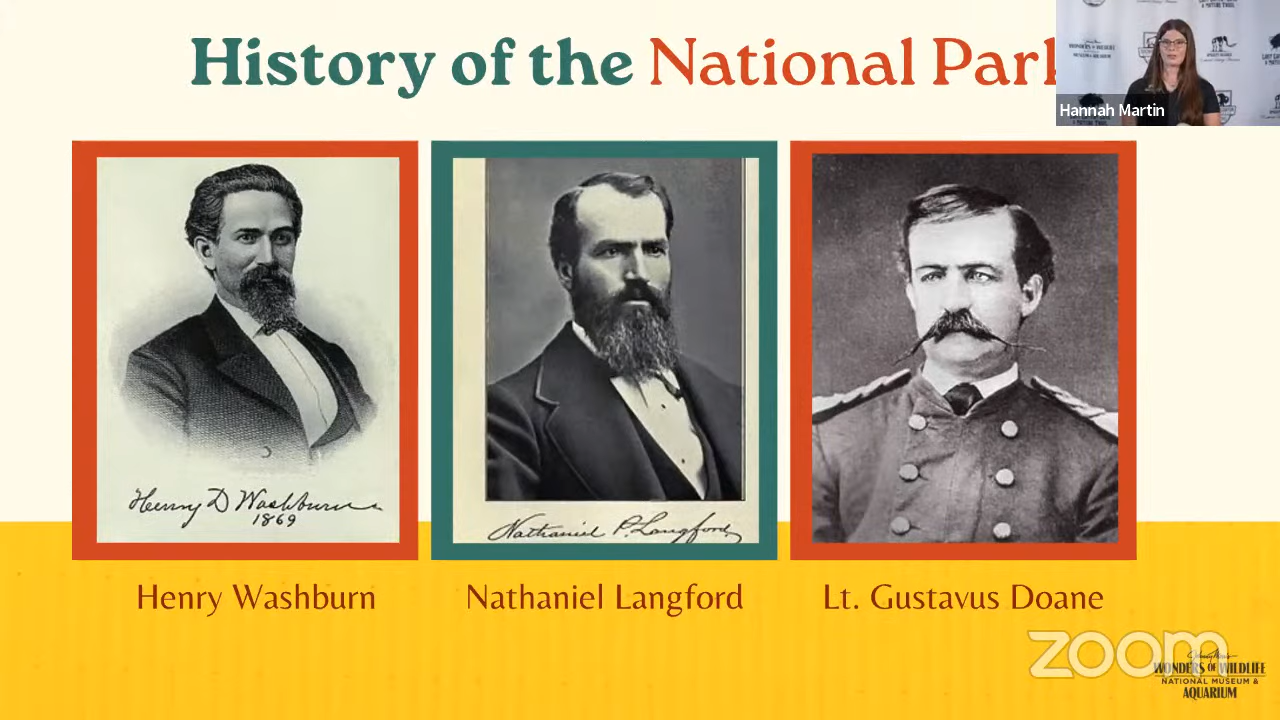 History of the National Park
Hannah Martin
Henry D Washburn
1869
Nathaniel P. Langford
Henry Washburn
Nathaniel Langford
Lt. Gustavus Doane
zoom
WONDERS OF WILDLIFE
NATIONAL MUSEUM &
AQUARIUM